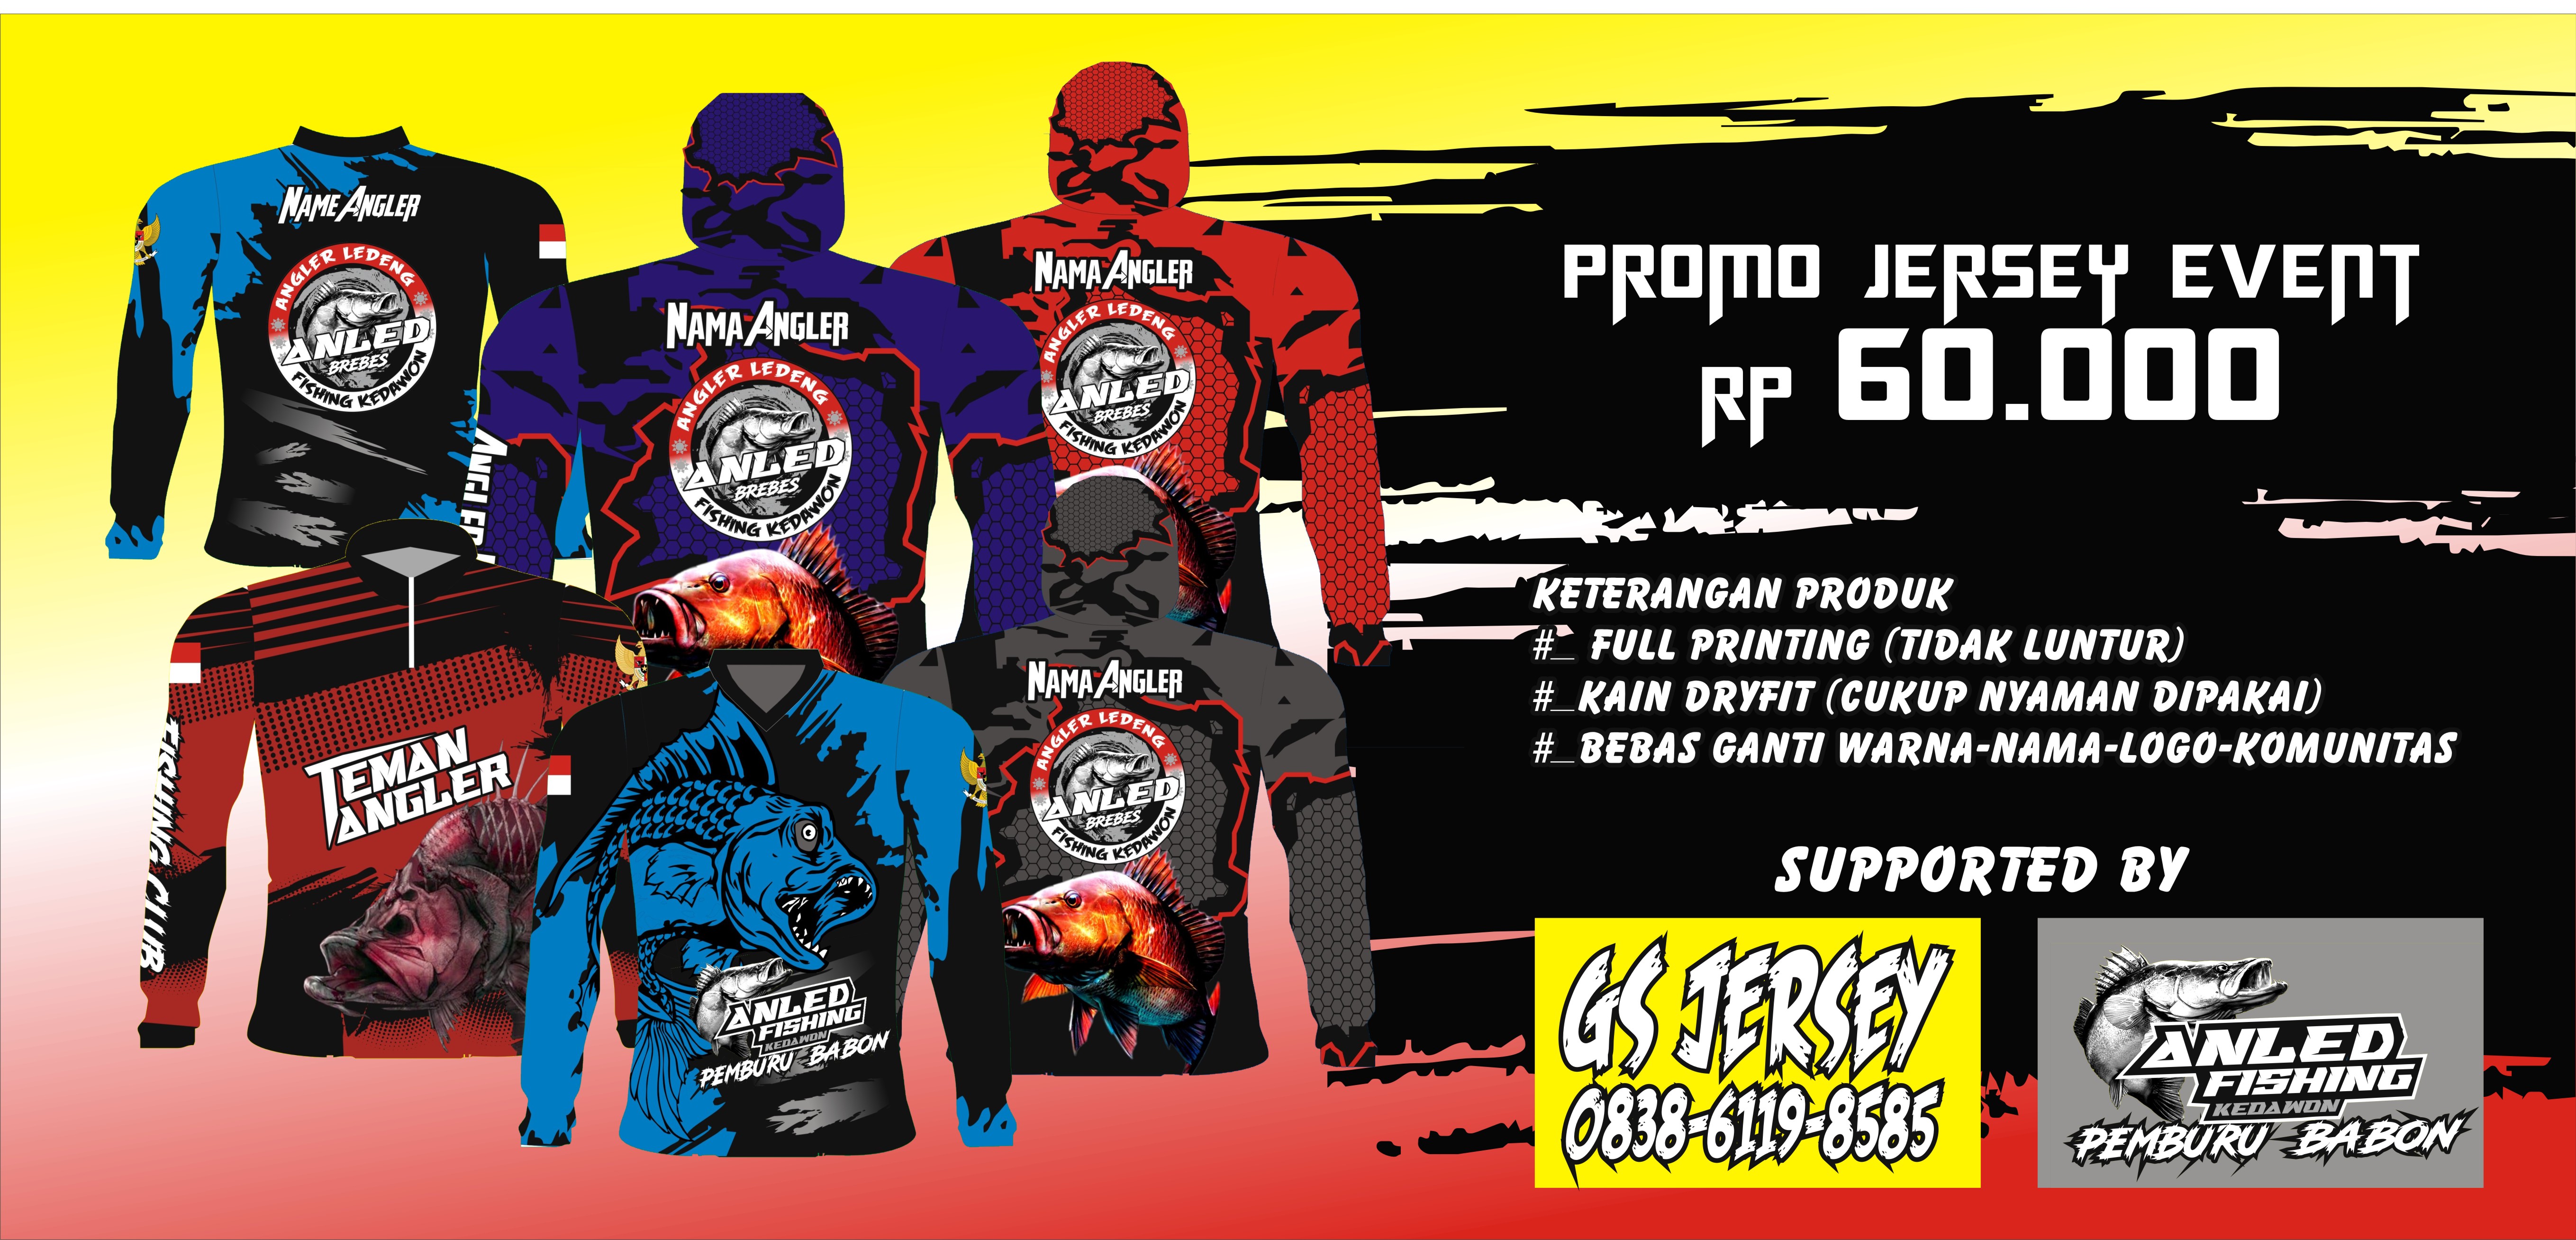 NAME ANGLER
ANGLER LEDENG
ANLED
BREBES
FISHING KEDAWON
NAMA ANGLER
ANGLER LEDENG
ANLED
BREBES
FISHING KEDAWON
NAMA ANGLER
ANGLER LEDENG
ANLED
BREBES
FISHING KEDAWON
TEMAN
ANGLER
FISHING CLUB
NAMA ANGLER
ANGLER LEDENG
ANLED
BREBES
FISHING KEDAWON
ANLED
FISHING
KEDAWON
PEMBURU BABON
PROMO JERSEY EVENT
RP 60.000
KETERANGAN PRODUK
#_ FULL PRINTING (TIDAK LUNTUR)
#_KAIN DRYFIT (CUKUP NYAMAN DIPAKAI)
#_BEBAS GANTI WARNA-NAMA-LOGO-KOMUNITAS
SUPPORTED BY
GS JERSEY
0838-6119-8585
ANLED
FISHING
KEDAWON
PEMBURU BABON